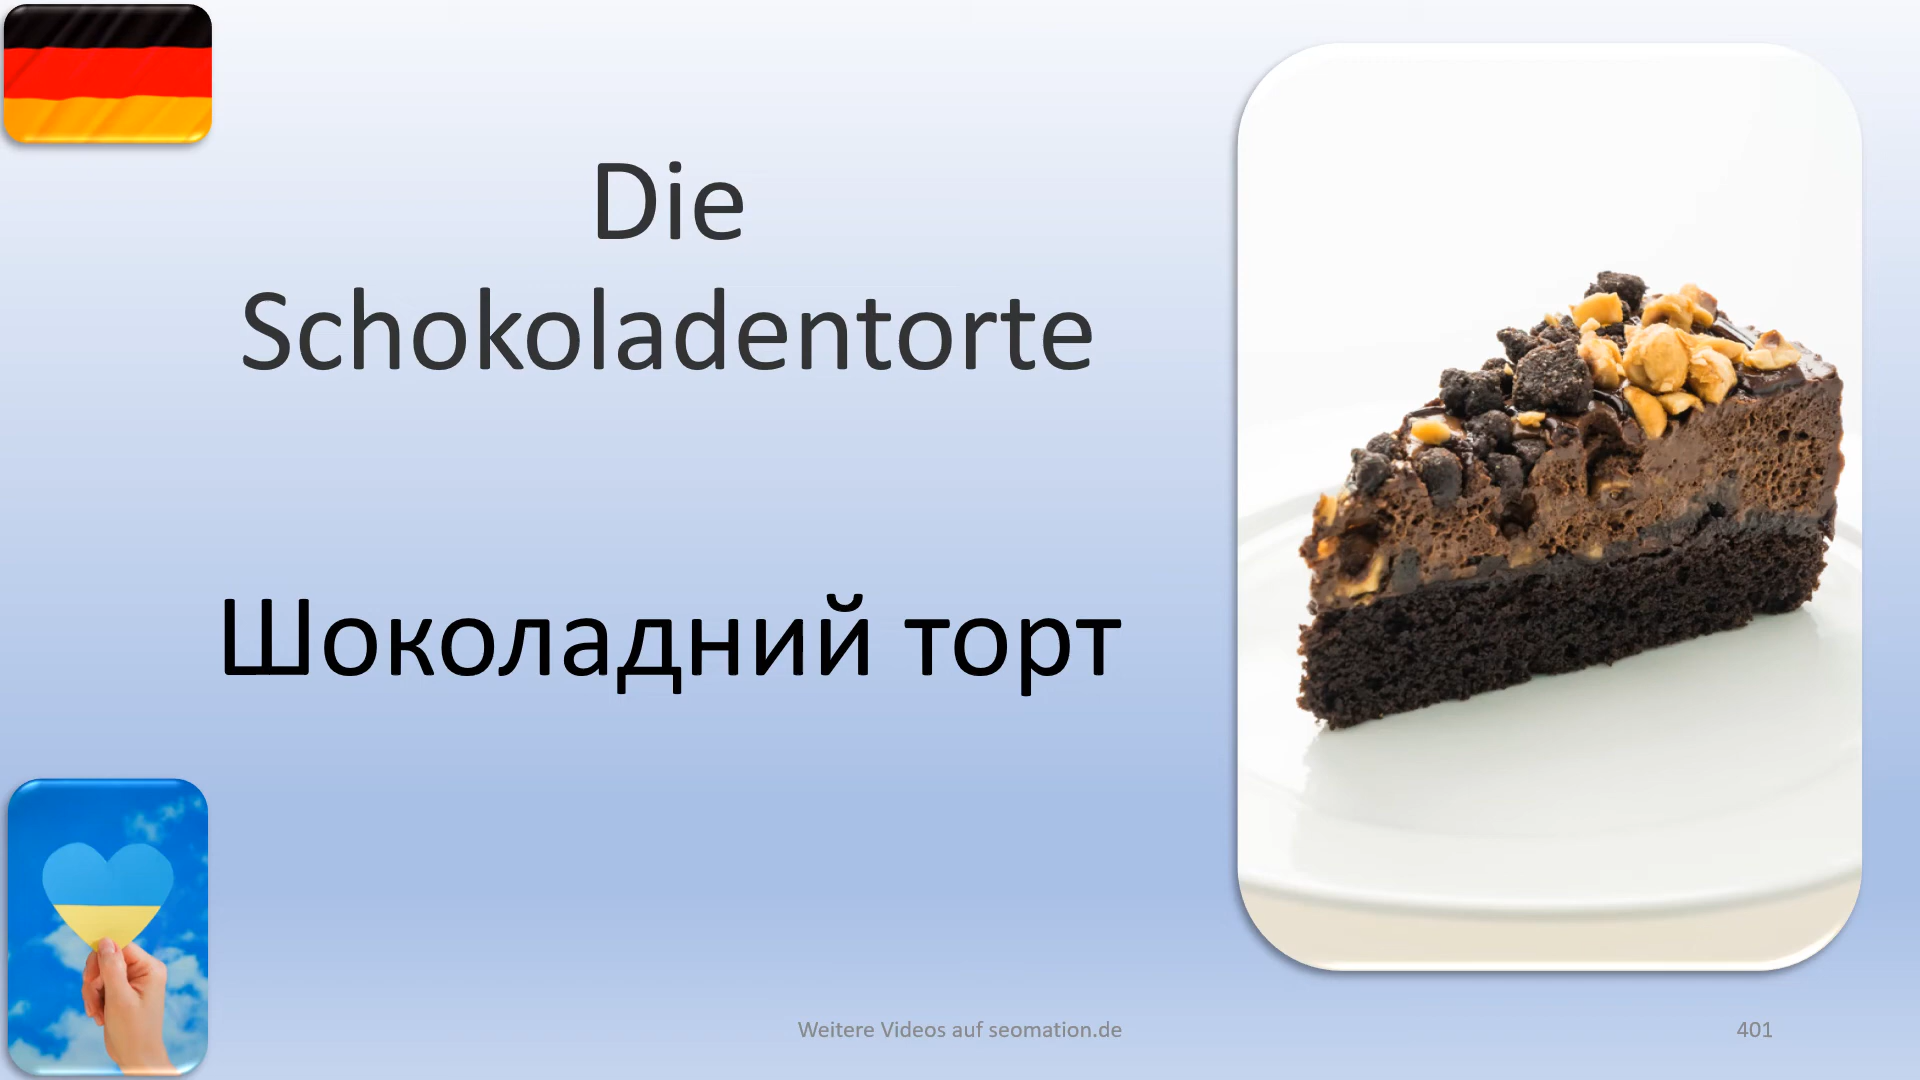 Die
Schokoladentorte
Шоколадний торт
Weitere Videos auf seomation.de
401